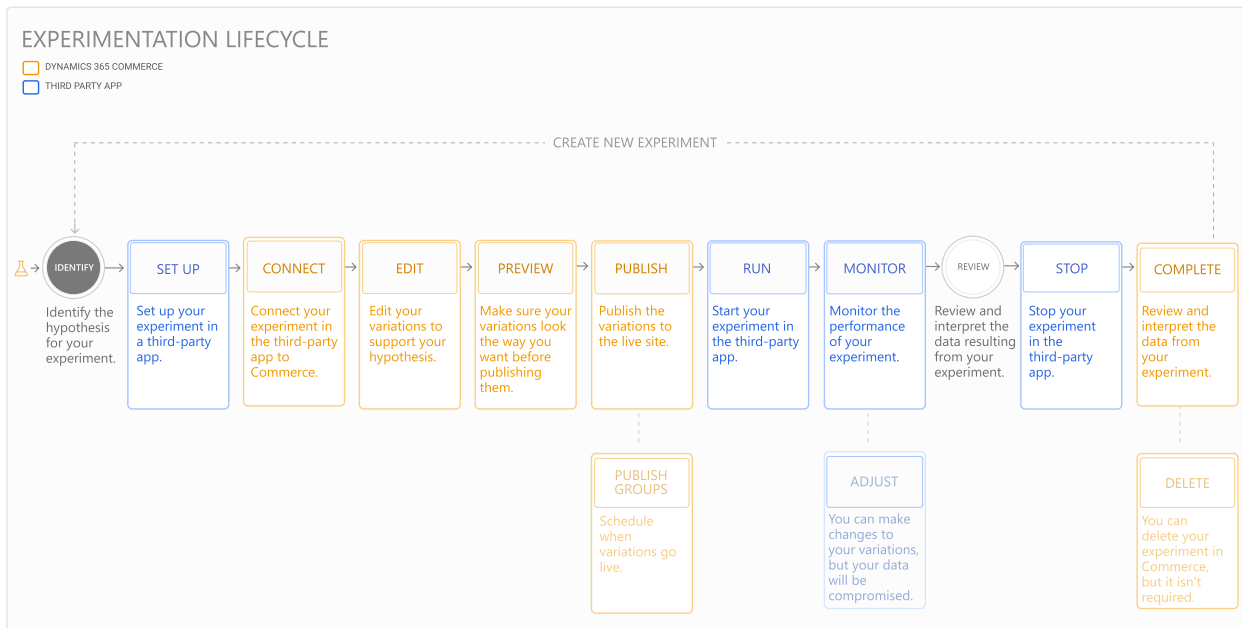 EXPERIMENTATION LIFECYCLE
DYNAMICS 365 COMMERCE
THIRD PARTY APP
CREATE NEW EXPERIMENT
IDENTIFY
Identify the
hypothesis
for your
experiment.
SET UP
Set up your
experiment in
a third-party
app.
CONNECT
Connect your
experiment in
the third-party
app to
Commerce.
EDIT
Edit your
variations to
support your
hypothesis.
PREVIEW
Make sure your
variations look
the way you
want before
publishing
them.
PUBLISH
Publish the
variations to
the live site.
RUN
Start your
experiment in
the third-party
app.
MONITOR
Monitor the
performance
of your
experiment.
REVIEW
Review and
interpret the
data resulting
from your
experiment.
STOP
Stop your
experiment
in the
third-party
app.
COMPLETE
Review and
interpret the
data from
your
experiment.
PUBLISH
GROUPS
Schedule
when
variations go
live.
ADJUST
You can make
changes to
your variations,
but your data
will be
compromised.
DELETE
You can
delete your
experiment in
Commerce,
but it isn't
required.